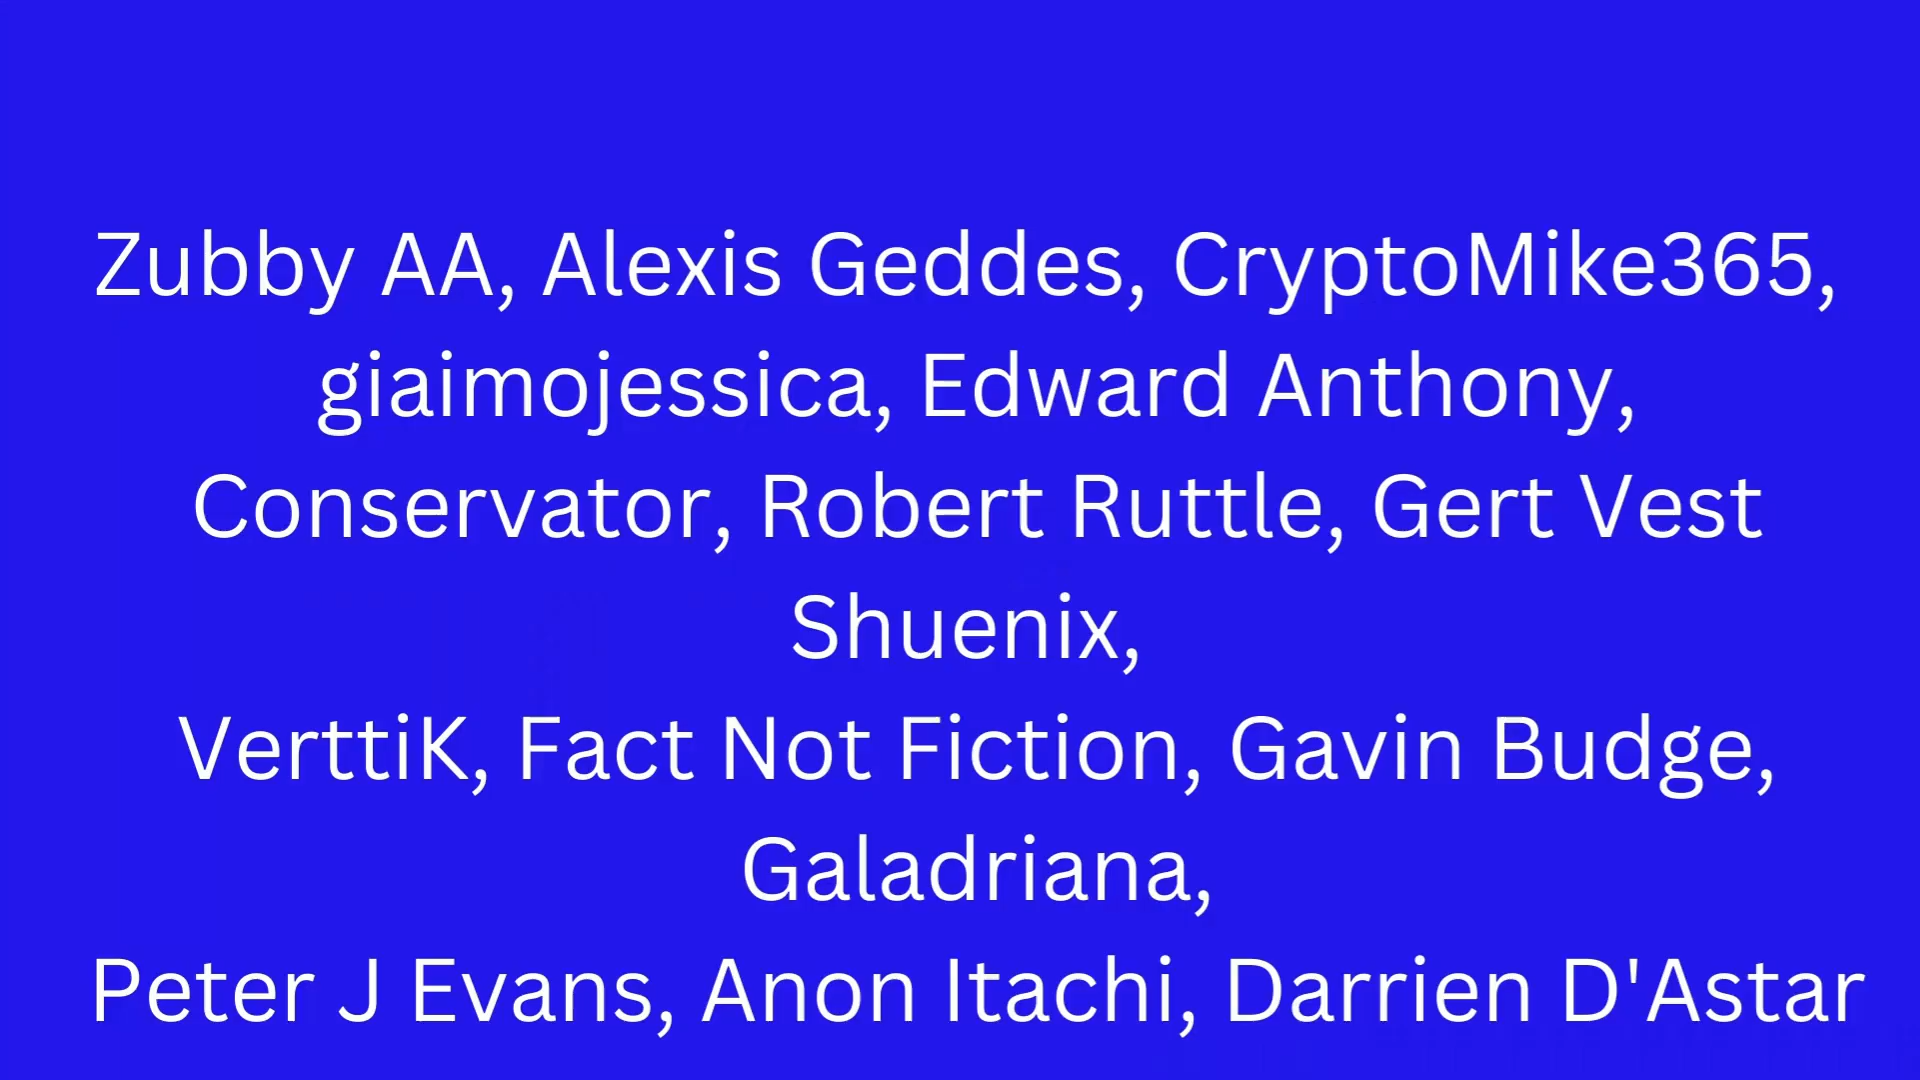 Zubby AA, Alexis Geddes, CryptoMike365,
giaimojessica, Edward Anthony,
Conservator, Robert Ruttle, Gert Vest
Shuenix,
VerttiK, Fact Not Fiction, Gavin Budge,
Galadriana,
Peter J Evans, Anon Itachi, Darrien D'Astar